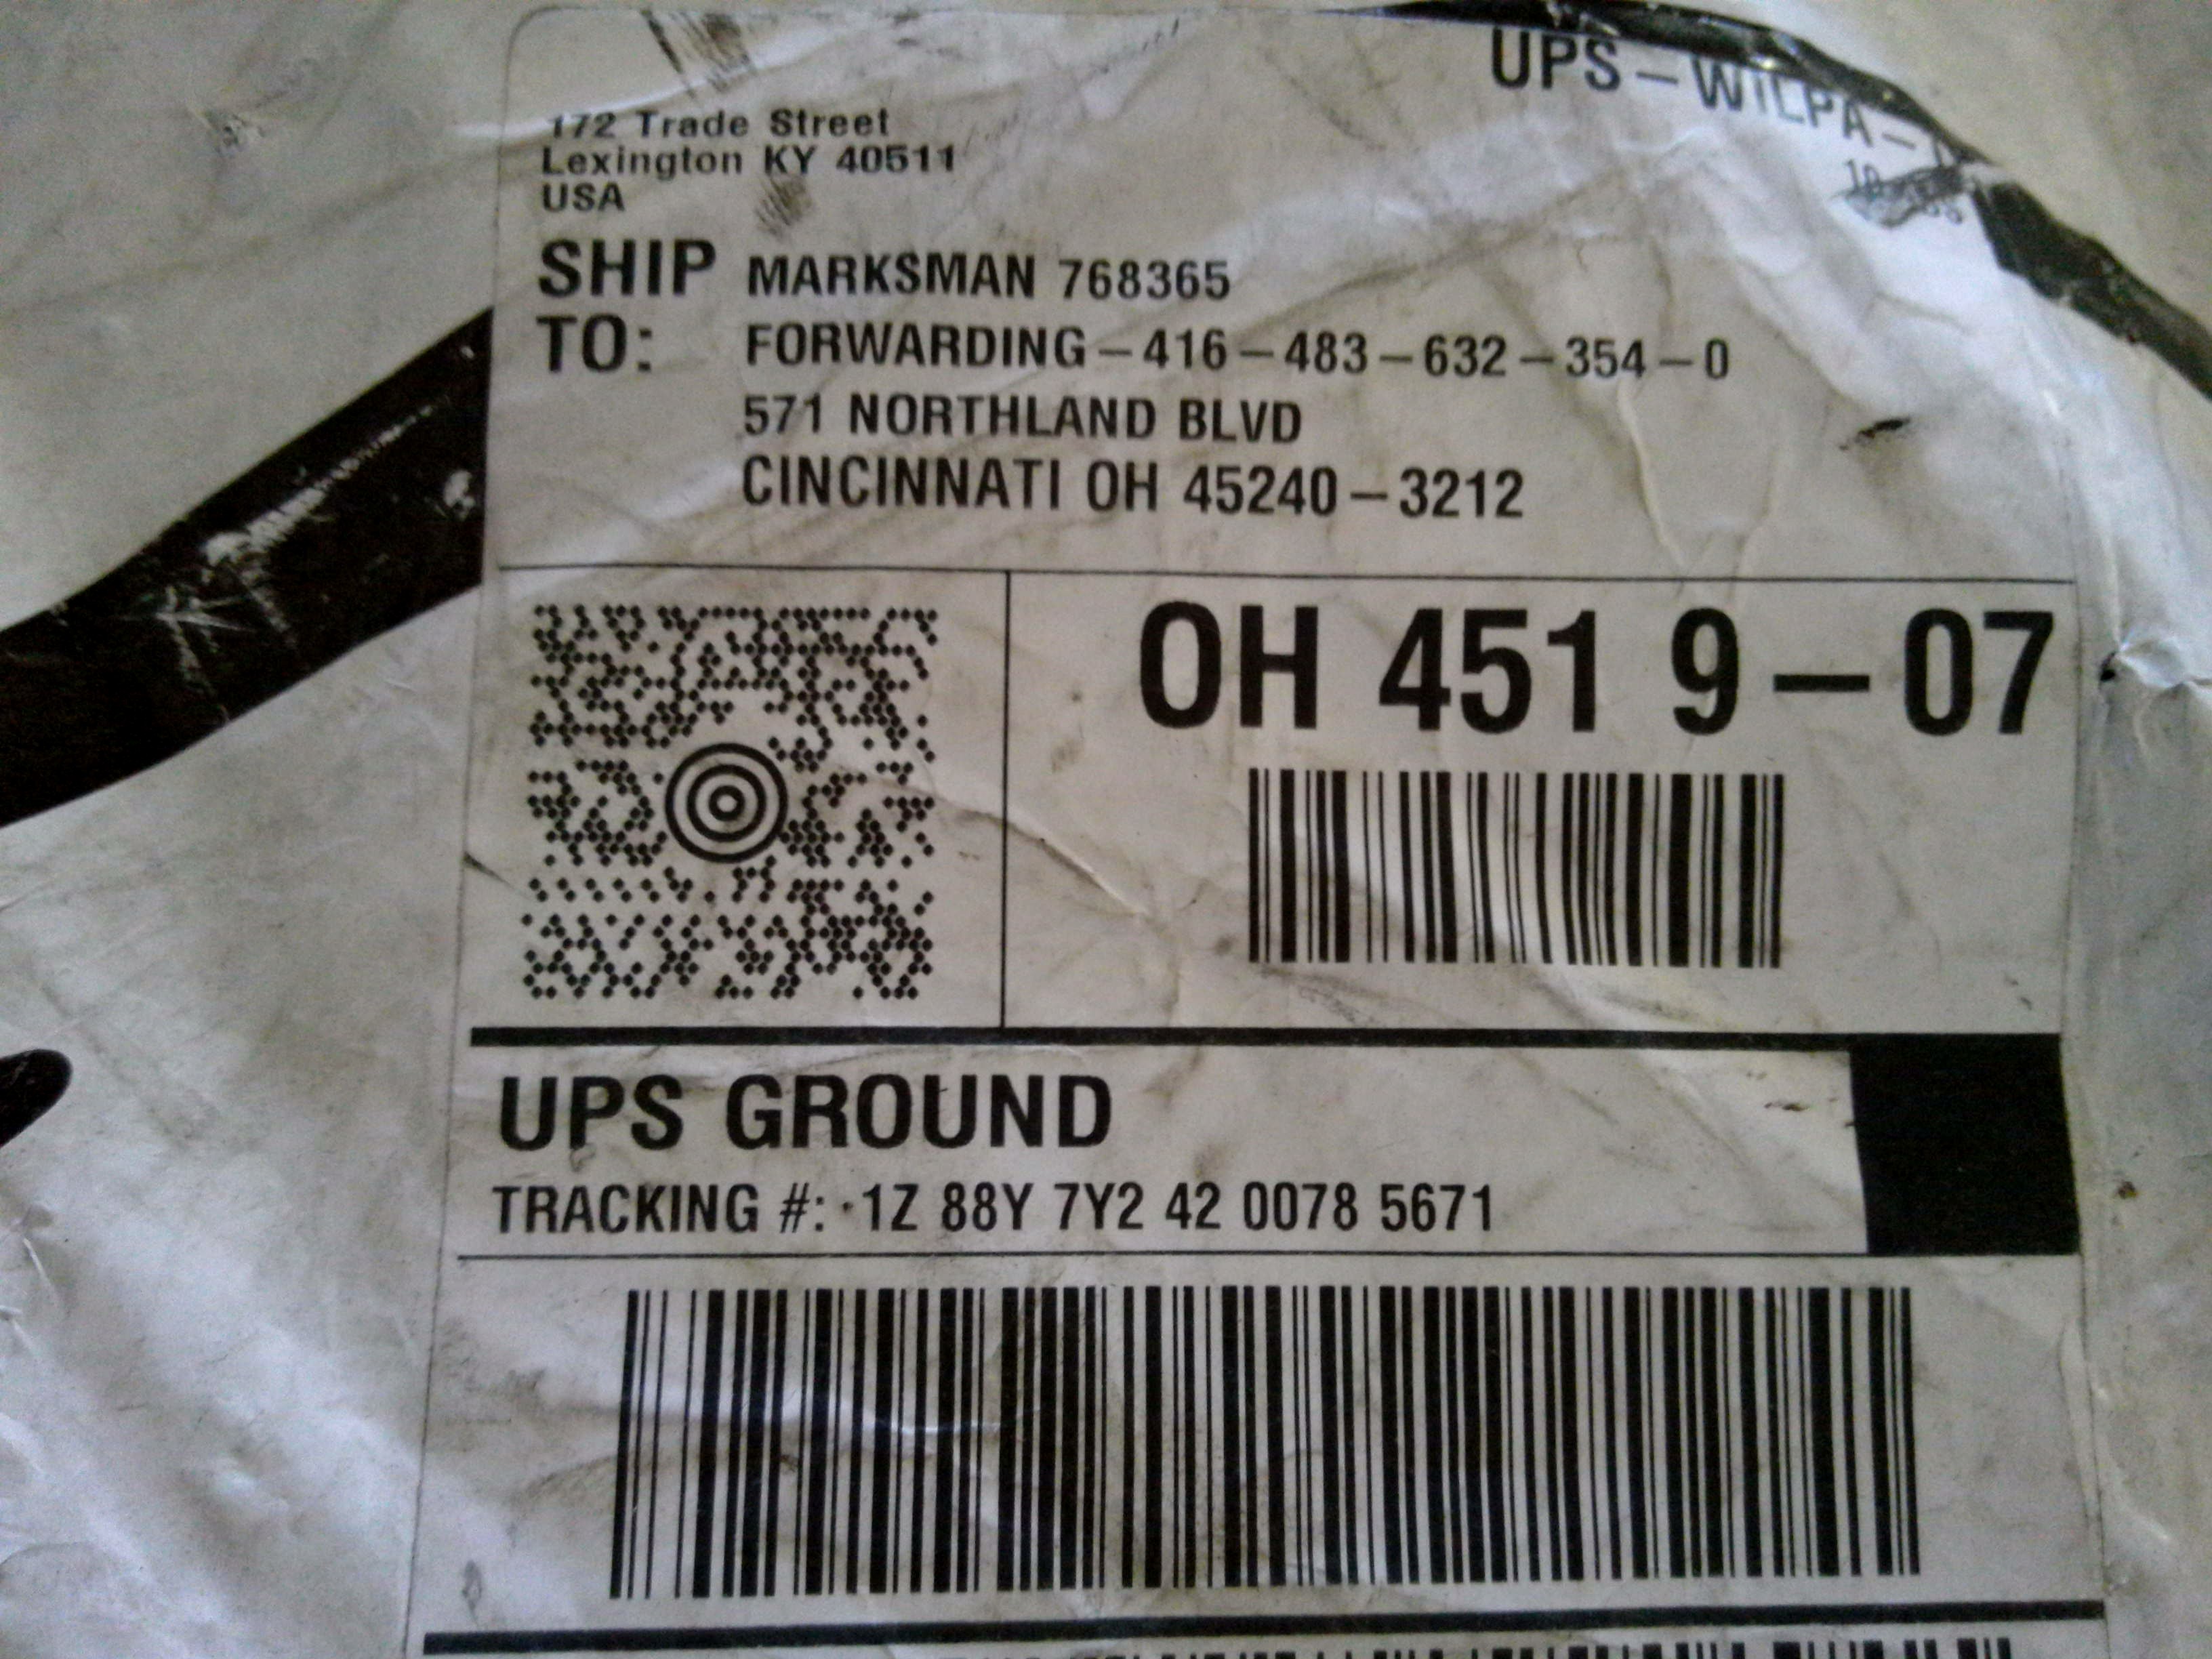 UPS – WILPA –
172 Trade Street
Lexington KY 40511
USA
SHIP TO:
MARKSMAN 768365
FORWARDING – 416 – 483 – 632 – 354 – 0
571 NORTHLAND BLVD
CINCINNATI OH 45240 – 3212
OH 451 9 – 07
UPS GROUND
TRACKING #: 1Z 88Y 7Y2 42 0078 5671